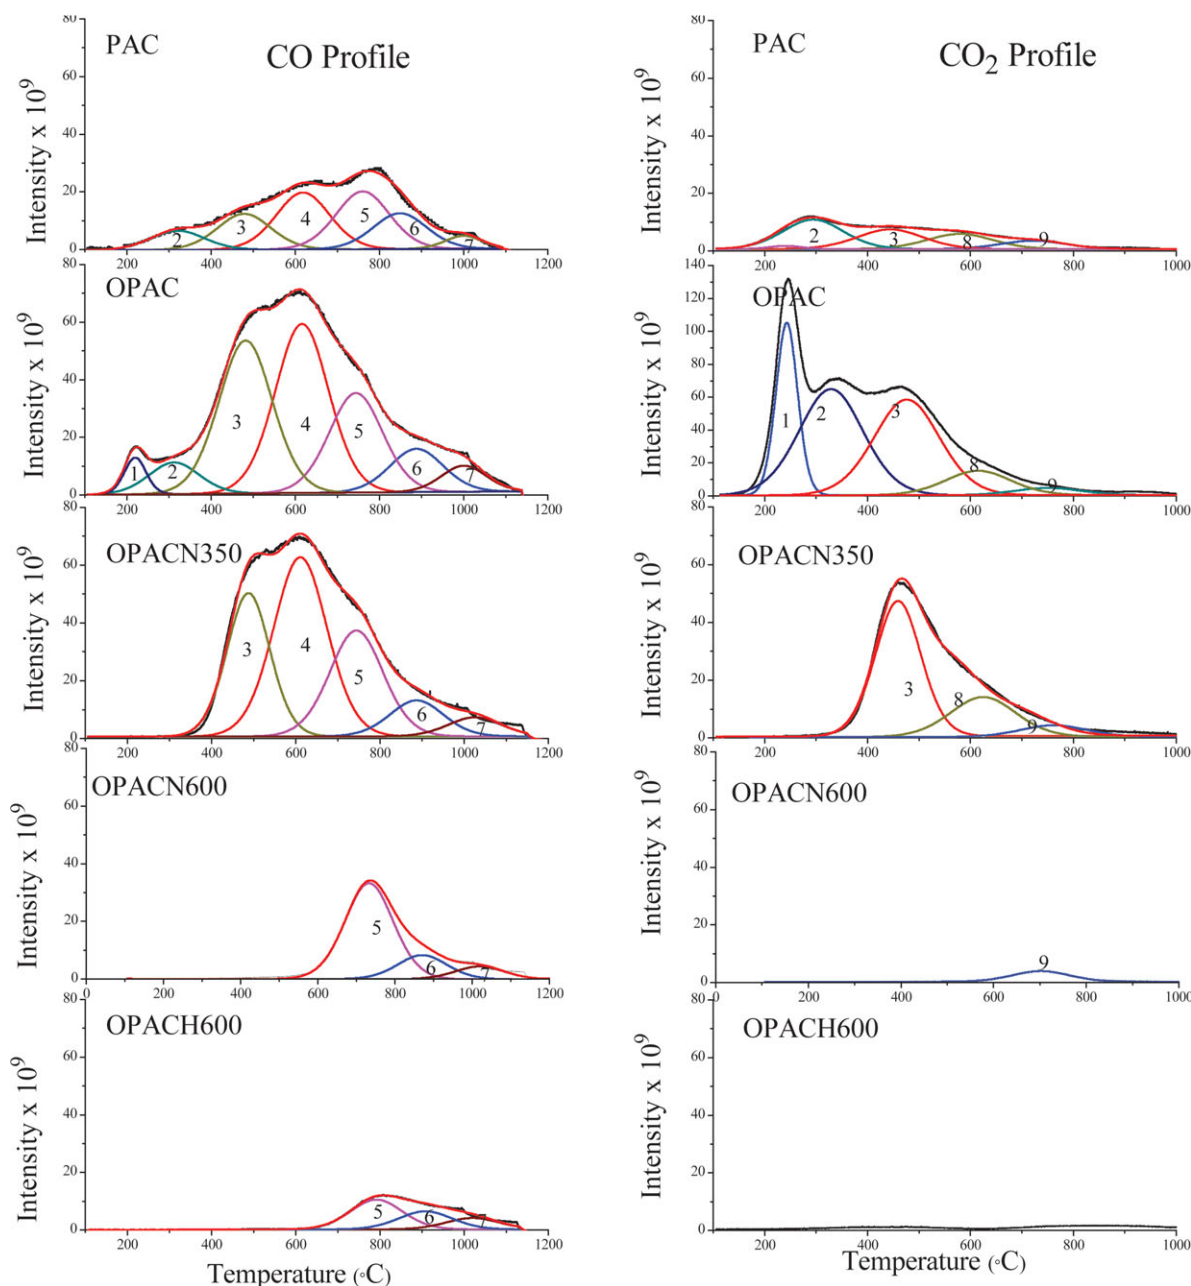 PAC
CO Profile
Intensity x 10^9
80
60
40
20
0
2
3
4
5
6
7
200 400 600 800 1000 1200
PAC
CO2 Profile
Intensity x 10^9
80
60
40
20
0
2
3
8
9
200 400 600 800 1000
OPAC
Intensity x 10^9
80
60
40
20
0
1
2
3
4
5
6
7
200 400 600 800 1000 1200
OPAC
Intensity x 10^9
140
120
100
80
60
40
20
0
1
2
3
8
9
200 400 600 800 1000
OPACN350
Intensity x 10^9
60
40
20
0
3
4
5
6
7
200 400 600 800 1000 1200
OPACN350
Intensity x 10^9
80
60
40
20
0
3
8
9
200 400 600 800 1000
OPACN600
Intensity x 10^9
80
60
40
20
0
5
6
7
0 200 400 600 800 1000 1200
OPACN600
Intensity x 10^9
80
60
40
20
0
9
0 200 400 600 800 1000
OPACH600
Intensity x 10^9
80
60
40
20
0
5
6
7
200 400 600 800 1000 1200
Temperature (◦C)
OPACH600
Intensity x 10^9
80
60
40
20
0
200 400 600 800 1000
Temperature (◦C)